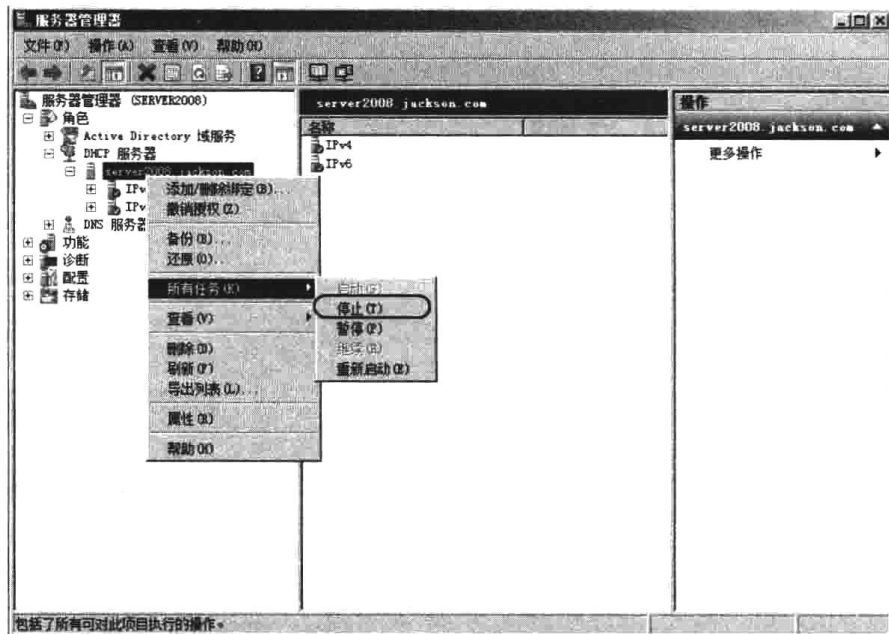 服务器管理器
文件(F) 操作(A) 查看(V) 帮助(H)
服务器管理器 (SERVER2008)
角色
Active Directory 域服务
DHCP 服务器
server2008.jackson.com
IPv
IPv
DNS 服务器
功能
诊断
配置
存储
添加/删除绑定(B)...
撤销授权(Z)
备份(B)...
还原(O)...
所有任务(K)
查看(V)
删除(D)
刷新(F)
导出列表(L)...
属性(R)
帮助(H)
启动(S)
停止(T)
暂停(P)
继续(R)
重新启动(E)
server2008.jackson.com
名称
IPv4
IPv6
操作
server2008.jackson.com
更多操作
包括了所有可对此项目执行的操作。